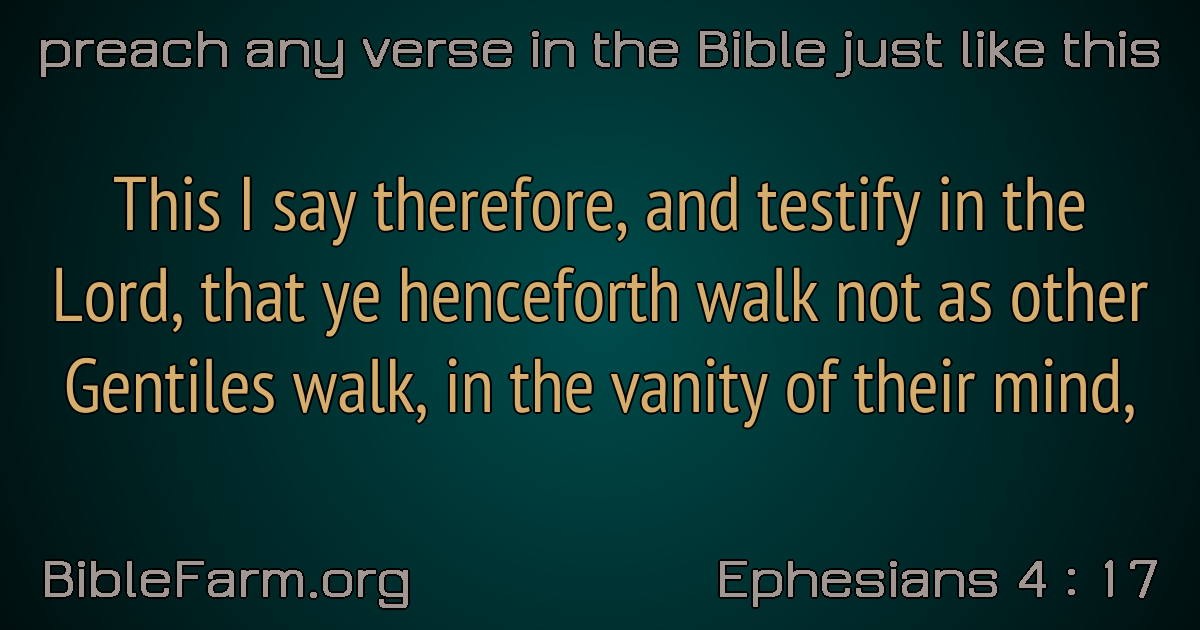 preach any verse in the Bible just like this
This I say therefore, and testify in the
Lord, that ye henceforth walk not as other
Gentiles walk, in the vanity of their mind,
BibleFarm.org
Ephesians 4 : 17